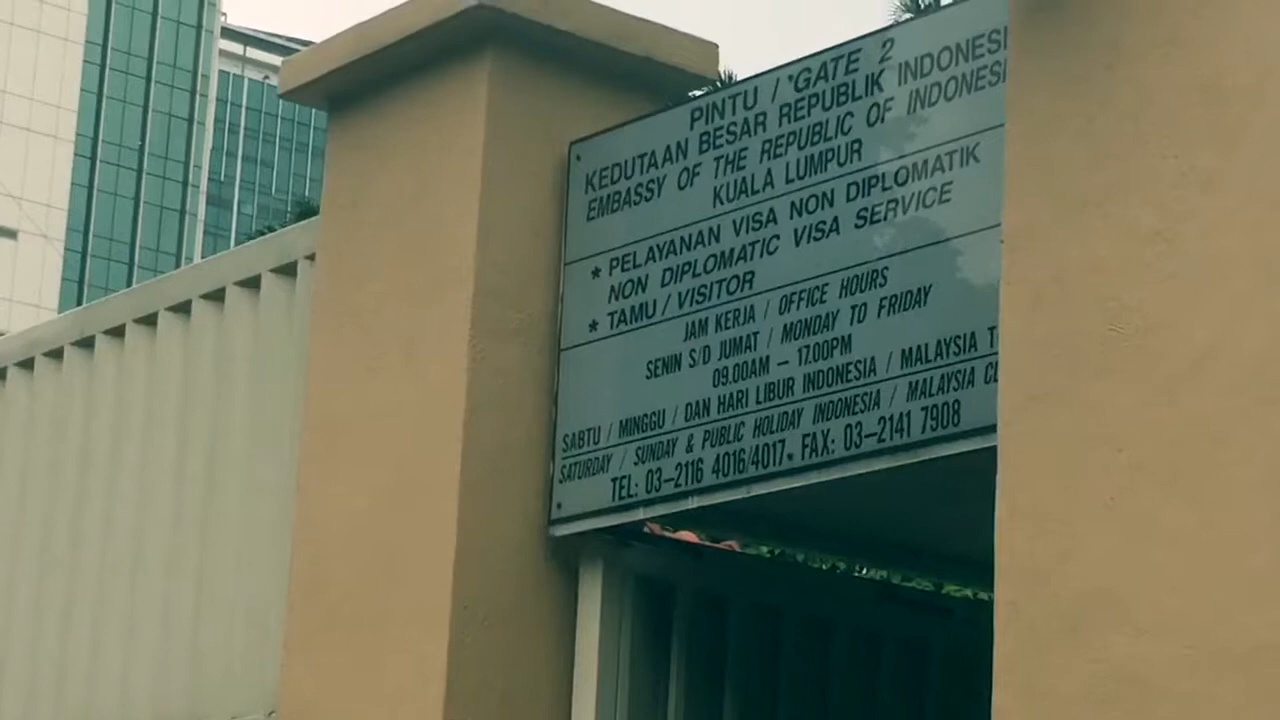 PINTU / GATE 2
KEDUTAAN BESAR REPUBLIK INDONESI
EMBASSY OF THE REPUBLIC OF INDONESI
KUALA LUMPUR
* PELAYANAN VISA NON DIPLOMATIK
NON DIPLOMATIC VISA SERVICE
* TAMU / VISITOR
JAM KERJA / OFFICE HOURS
SENIN S/D JUMAT / MONDAY TO FRIDAY
09.00AM – 17.00PM
SABTU / MINGGU / DAN HARI LIBUR INDONESIA / MALAYSIA T
SATURDAY / SUNDAY & PUBLIC HOLIDAY INDONESIA / MALAYSIA CL
TEL: 03–2116 4016/4017. FAX: 03–2141 7908